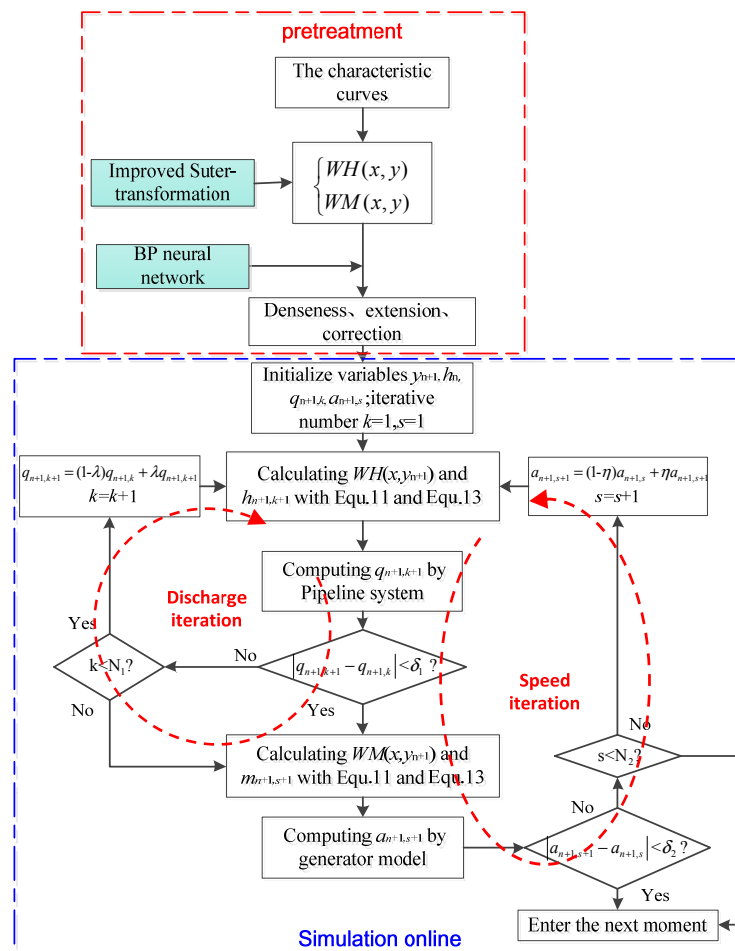 pretreatment
The characteristic
curves
Improved Suter-
transformation
WH(x, y)
WM(x, y)
BP neural
network
Denseness、extension、
correction
Initialize variables yn+1, hn,
qn+1,k, an+1,s ;iterative
number k=1,s=1
qn+1,k+1 = (1-λ)qn+1,k + λqn+1,k+1
k=k+1
Calculating WH(x,yn+1) and
hn+1,k+1 with Equ.11 and Equ.13
an+1,s+1 = (1-η)an+1,s + ηan+1,s+1
s=s+1
Computing qn+1,k+1 by
Pipeline system
Discharge
iteration
Yes
k<N1?
No
|qn+1,k+1 − qn+1,k| <δ1 ?
No
Yes
Speed
iteration
Calculating WM(x,yn+1) and
mn+1,s+1 with Equ.11 and Equ.13
No
s<N2?
No
Computing an+1,s+1 by
generator model
|an+1,s+1 − an+1,s| <δ2 ?
Yes
Enter the next moment
Simulation online